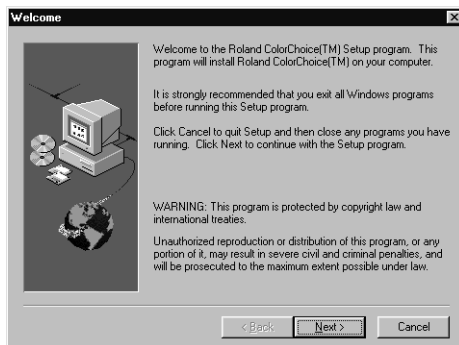 Welcome
Welcome to the Roland ColorChoice(TM) Setup program. This
program will install Roland ColorChoice(TM) on your computer.
It is strongly recommended that you exit all Windows programs
before running this Setup program.
Click Cancel to quit Setup and then close any programs you have
running. Click Next to continue with the Setup program.
WARNING: This program is protected by copyright law and
international treaties.
Unauthorized reproduction or distribution of this program, or any
portion of it, may result in severe civil and criminal penalties, and
will be prosecuted to the maximum extent possible under law.
< Back Next > Cancel